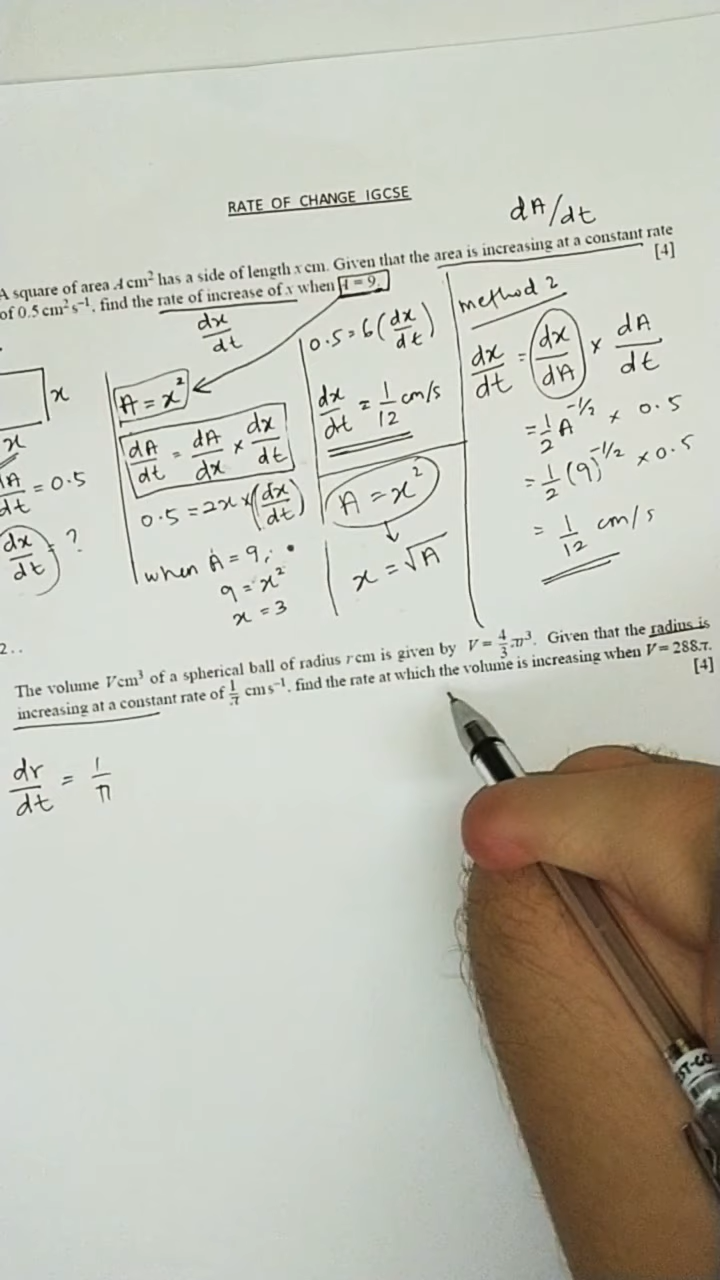 RATE OF CHANGE IGCSE
dA/dt
A square of area A cm² has a side of length x cm. Given that the area is increasing at a constant rate
of 0.5 cm² s⁻¹, find the rate of increase of x when A = 9.
[4]
dx/dt
x
x
dA/dt = 0.5
dx/dt = ?
A = x²
dA/dt = dA/dx × dx/dt
0.5 = 2x × (dx/dt)
when A = 9,
9 = x²
x = 3
0.5 = 6 (dx/dt)
dx/dt = 1/12 cm/s
A = x²
x = √A
method 2
dx/dt = dx/dA × dA/dt
= 1/2 A^-1/2 × 0.5
= 1/2 (9)^-1/2 × 0.5
= 1/12 cm/s
2..
The volume V cm³ of a spherical ball of radius r cm is given by V = 4/3 πr³. Given that the radius is
increasing at a constant rate of 1/π cm s⁻¹, find the rate at which the volume is increasing when V = 288π.
[4]
dr/dt = 1/π